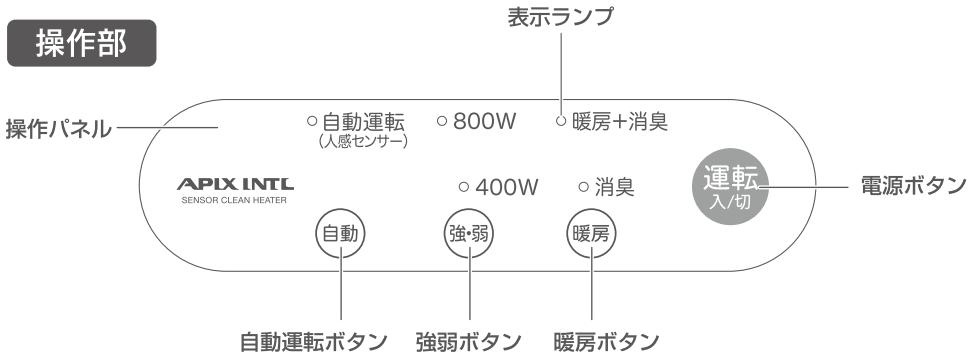 操作部
表示ランプ
操作パネル
自動運転
(人感センサー)
800W
暖房+消臭
APIX INTL
SENSOR CLEAN HEATER
400W
消臭
運転
入/切
電源ボタン
自動
強・弱
暖房
自動運転ボタン
強弱ボタン
暖房ボタン